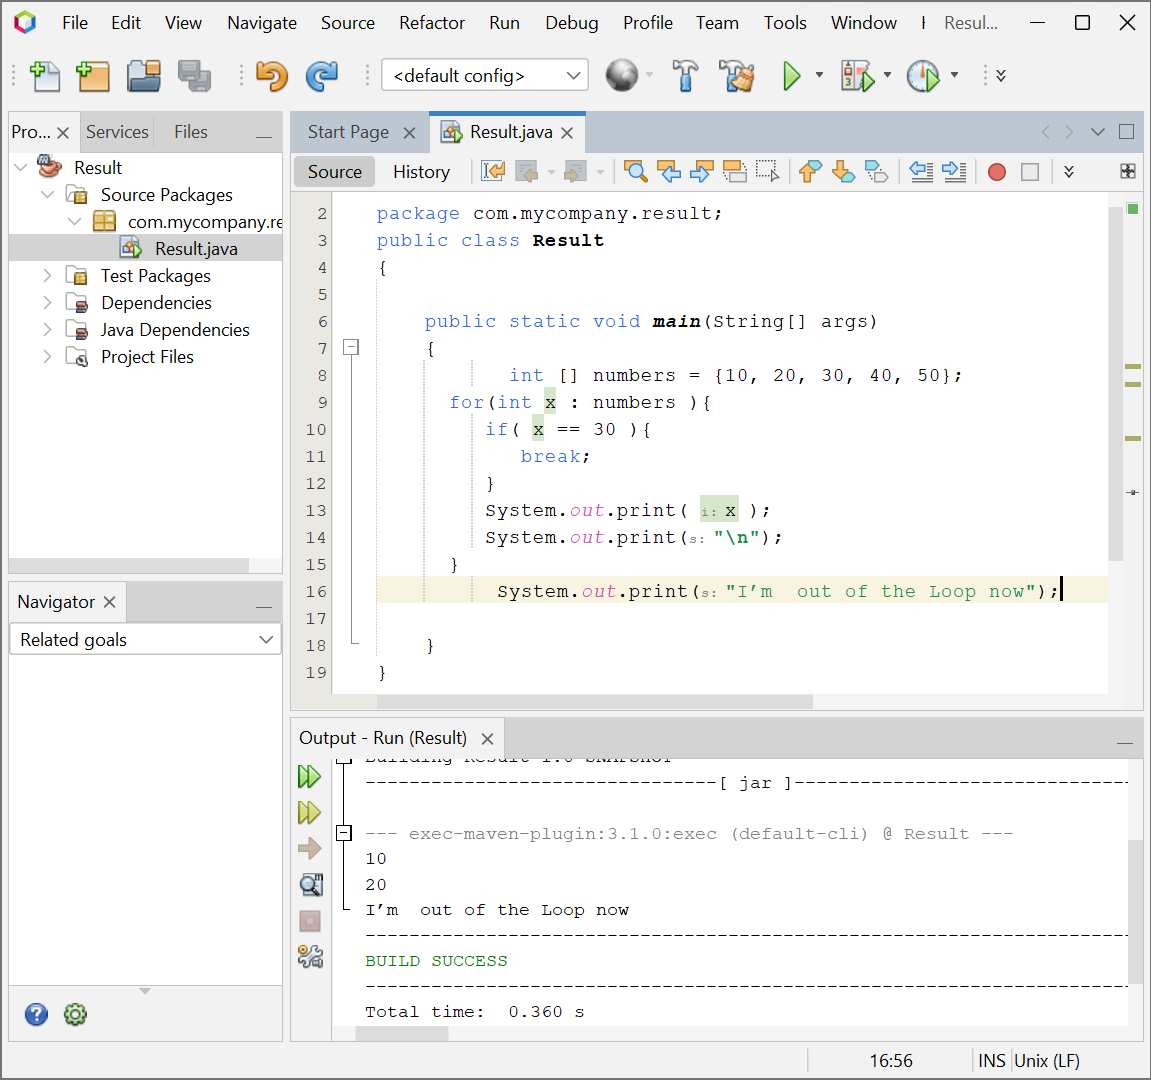 File Edit View Navigate Source Refactor Run Debug Profile Team Tools Window Resul...
<default config>
Pro... Services Files
Start Page Result.java
Source History
Result
Source Packages
com.mycompany.re
Result.java
Test Packages
Dependencies
Java Dependencies
Project Files
Navigator
Related goals
2 package com.mycompany.result;
3 public class Result
4 {
5
6 public static void main(String[] args)
7 {
8 int [] numbers = {10, 20, 30, 40, 50};
9 for(int x : numbers ){
10 if( x == 30 ){
11 break;
12 }
13 System.out.print( i: x );
14 System.out.print(s: "\n");
15 }
16 System.out.print(s: "I’m  out of the Loop now");
17
18 }
19 }
Output - Run (Result)
Building Result 1.0-SNAPSHOT
--------------------------------[ jar ]-------------------------------
--- exec-maven-plugin:3.1.0:exec (default-cli) @ Result ---
10
20
I’m  out of the Loop now
------------------------------------------------------------------------
BUILD SUCCESS
------------------------------------------------------------------------
Total time:  0.360 s
16:56 INS Unix (LF)